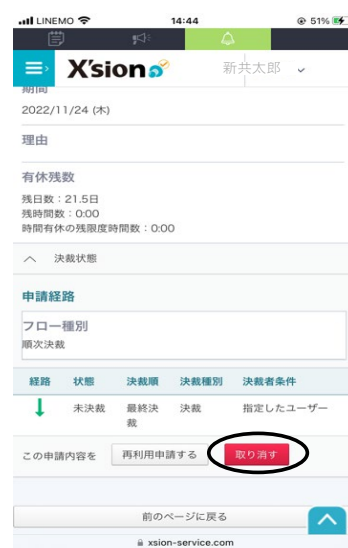 LINEMO 14:44 51%
X'sion 新共太郎
期間
2022/11/24 (木)
理由
有休残数
残日数：21.5日
残時間数：0:00
時間有休の残限度時間数：0:00
決裁状態
申請経路
フロー種別
順次決裁
経路 状態 決裁順 決裁種別 決裁者条件
未決裁 最終決裁 決裁 指定したユーザー
この申請内容を 再利用申請する 取り消す
前のページに戻る
xsion-service.com